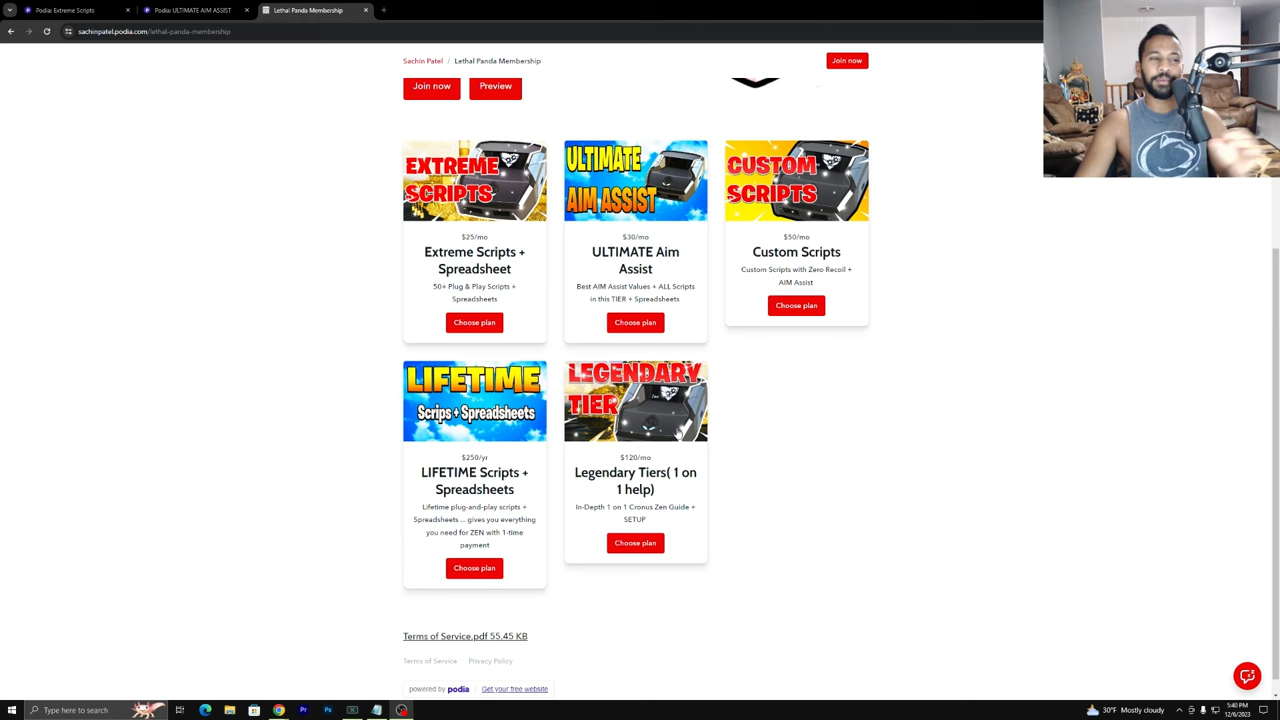 Podia: Extreme Scripts
Podia: ULTIMATE AIM ASSIST
Lethal Panda Membership
sachinpatel.podia.com/lethal-panda-membership
Sachin Patel / Lethal Panda Membership
Join now
Join now
Preview
EXTREME
SCRIPTS
$25/mo
Extreme Scripts +
Spreadsheet
50+ Plug & Play Scripts +
Spreadsheets
Choose plan
ULTIMATE
AIM ASSIST
$30/mo
ULTIMATE Aim
Assist
Best AIM Assist Values + ALL Scripts
in this TIER + Spreadsheets
Choose plan
CUSTOM
SCRIPTS
$50/mo
Custom Scripts
Custom Scripts with Zero Recoil +
AIM Assist
Choose plan
LIFETIME
Scrips + Spreadsheets
$250/yr
LIFETIME Scripts +
Spreadsheets
Lifetime plug-and-play scripts +
Spreadsheets ... gives you everything
you need for ZEN with 1-time
payment
Choose plan
LEGENDARY
TIER
$120/mo
Legendary Tiers( 1 on
1 help)
In-Depth 1 on 1 Cronus Zen Guide +
SETUP
Choose plan
Terms of Service.pdf 55.45 KB
Terms of Service
Privacy Policy
powered by podia
Get your free website
Type here to search
30°F Mostly cloudy
5:40 PM
12/6/2023